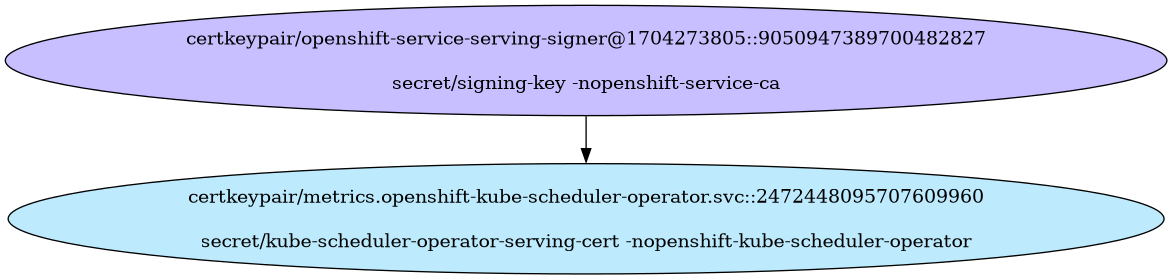 certkeypair/openshift-service-serving-signer@1704273805::9050947389700482827
secret/signing-key -nopenshift-service-ca
certkeypair/metrics.openshift-kube-scheduler-operator.svc::2472448095707609960
secret/kube-scheduler-operator-serving-cert -nopenshift-kube-scheduler-operator